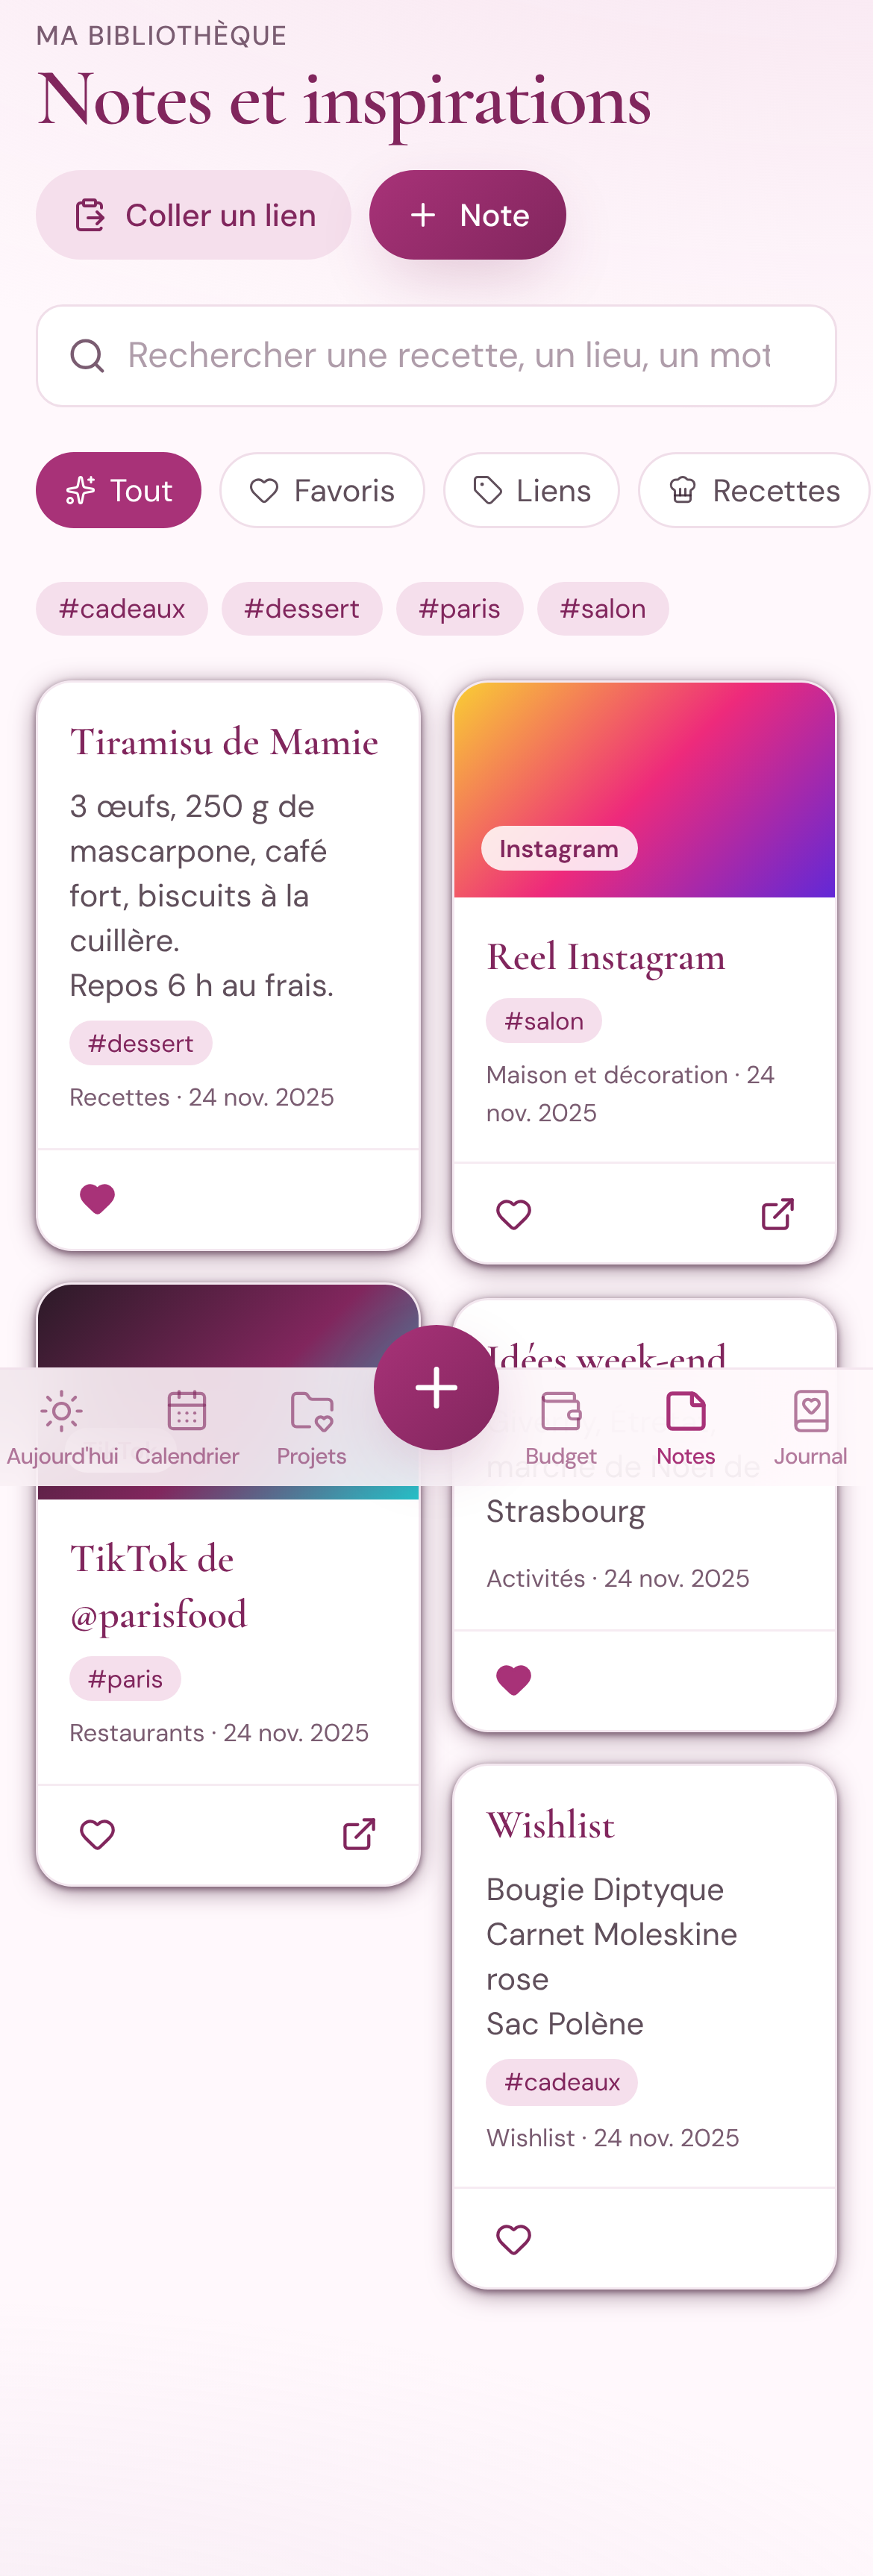 MA BIBLIOTHÈQUE
Notes et inspirations
Coller un lien
Note
Rechercher une recette, un lieu, un mot
Tout
Favoris
Liens
Recettes
#cadeaux
#dessert
#paris
#salon
Tiramisu de Mamie
3 œufs, 250 g de
mascarpone, café
fort, biscuits à la
cuillère.
Repos 6 h au frais.
#dessert
Recettes · 24 nov. 2025
Instagram
Reel Instagram
#salon
Maison et décoration · 24
nov. 2025
Idées week-end
marché de Noël de
Strasbourg
Activités · 24 nov. 2025
Aujourd'hui
Calendrier
Projets
Budget
Notes
Journal
TikTok de
@parisfood
#paris
Restaurants · 24 nov. 2025
Wishlist
Bougie Diptyque
Carnet Moleskine
rose
Sac Polène
#cadeaux
Wishlist · 24 nov. 2025